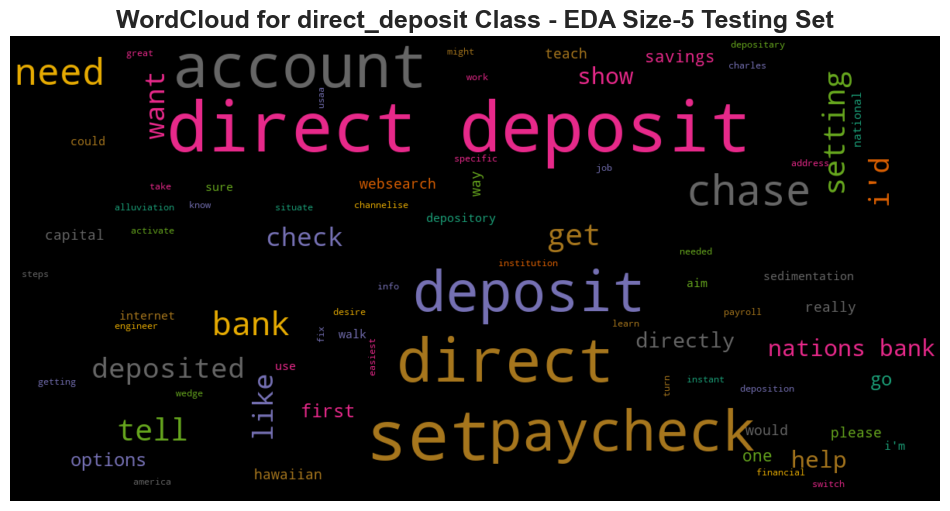 WordCloud for direct_deposit Class - EDA Size-5 Testing Set
great
might
depositary
need
account
teach
savings
charles
want
usaa
work
show
setting
national
direct deposit
could
specific
job
address
i'd
take
sure
websearch
way
chase
alluviation
know
situate
channelise
depository
capital
activate
check
get
needed
steps
institution
info
deposit
aim
sedimentation
internet
engineer
bank
desire
fix
walk
learn
payroll
really
easiest
direct
directly
nations bank
deposited
use
getting
wedge
like
turn
instant
deposition
go
first
tell
set
paycheck
would
please
i'm
options
hawaiian
one
help
america
financial
switch